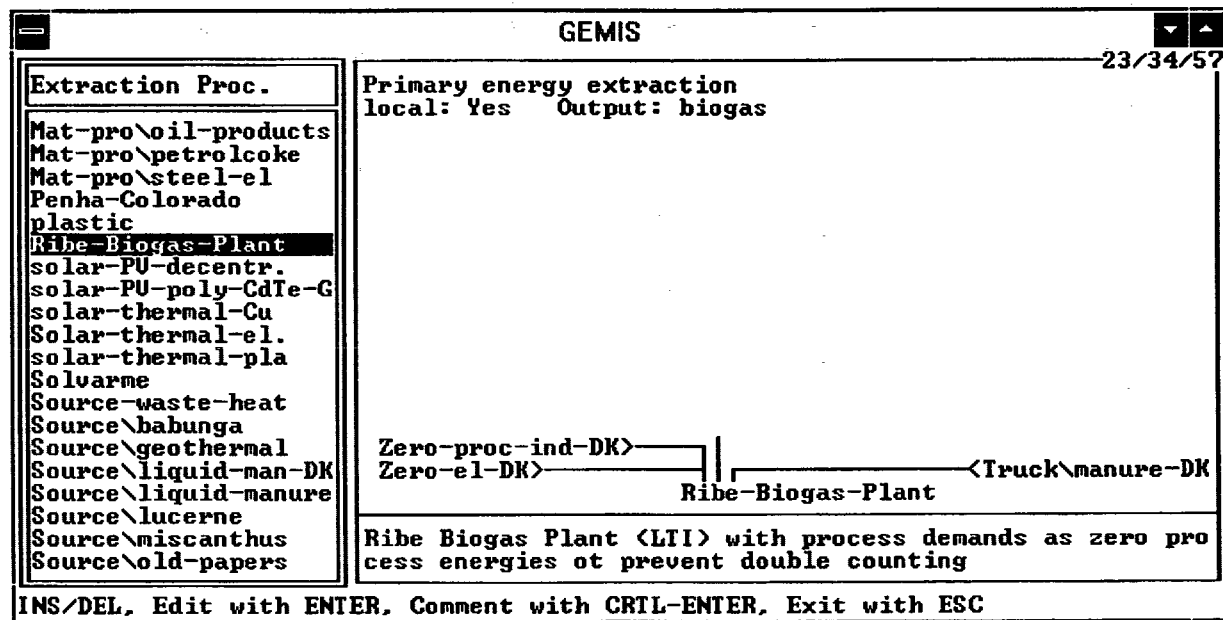 GEMIS
23/34/57
Extraction Proc.
Mat-pro\oil-products
Mat-pro\petrolcoke
Mat-pro\steel-el
Penha-Colorado
plastic
Ribe-Biogas-Plant
solar-PV-decentr.
solar-PV-poly-CdTe-G
solar-thermal-Cu
Solar-thermal-el.
solar-thermal-pla
Solvarme
Source-waste-heat
Source\babunga
Source\geothermal
Source\liquid-man-DK
Source\liquid-manure
Source\lucerne
Source\miscanthus
Source\old-papers
Primary energy extraction
local: Yes Output: biogas
Zero-proc-ind-DK>
Zero-el-DK>
<Truck\manure-DK
Ribe-Biogas-Plant
Ribe Biogas Plant <LTI> with process demands as zero pro
cess energies ot prevent double counting
INS/DEL, Edit with ENTER, Comment with CRTL-ENTER, Exit with ESC